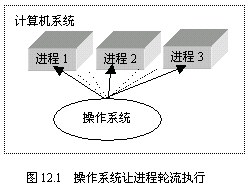 计算机系统
进程 1 进程 2 进程 3
操作系统
图 12.1 操作系统让进程轮流执行